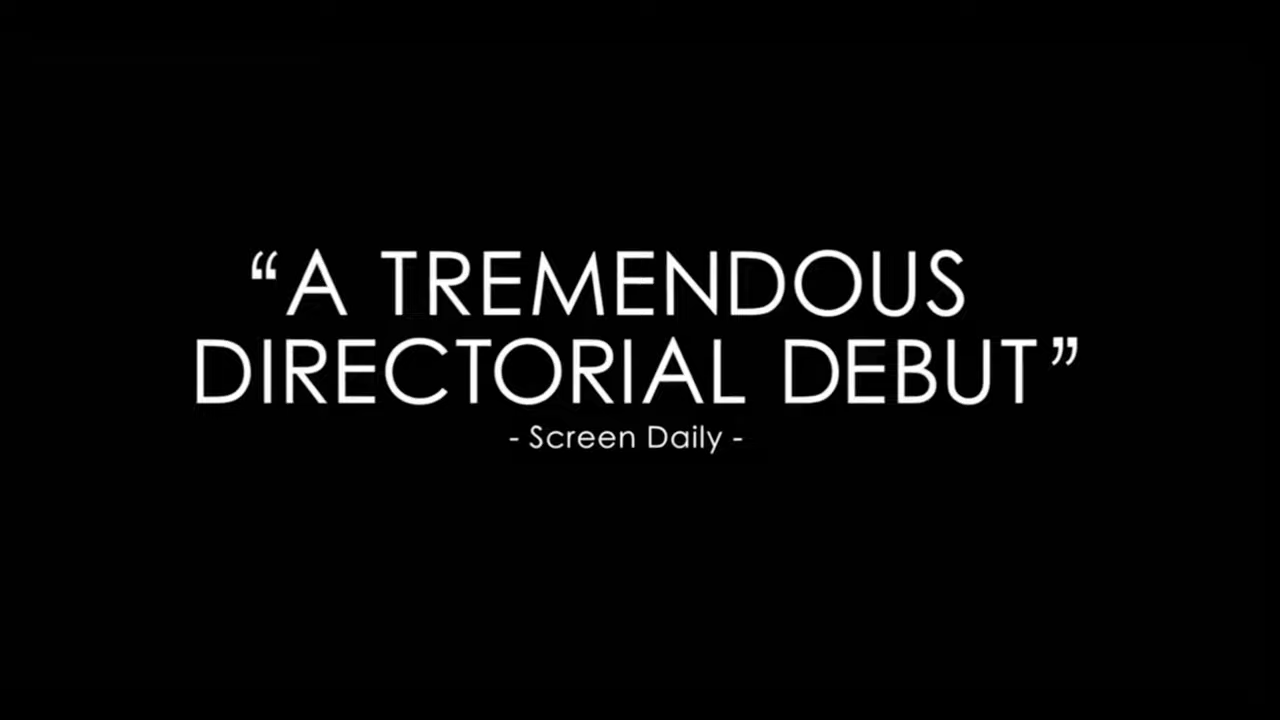 “A TREMENDOUS
DIRECTORIAL DEBUT”
- Screen Daily -